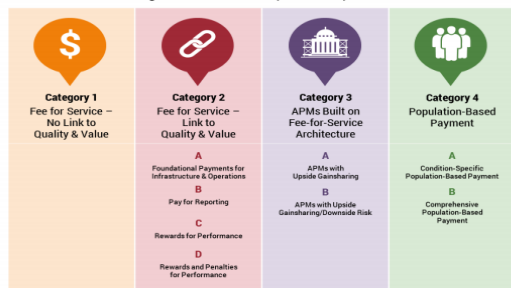 $
Category 1
Fee for Service –
No Link to
Quality & Value
Category 2
Fee for Service –
Link to
Quality & Value
A
Foundational Payments for
Infrastructure & Operations
B
Pay for Reporting
C
Rewards for Performance
D
Rewards and Penalties
for Performance
Category 3
APMs Built on
Fee-for-Service
Architecture
A
APMs with
Upside Gainsharing
B
APMs with Upside
Gainsharing/Downside Risk
Category 4
Population-Based
Payment
A
Condition-Specific
Population-Based Payment
B
Comprehensive
Population-Based
Payment